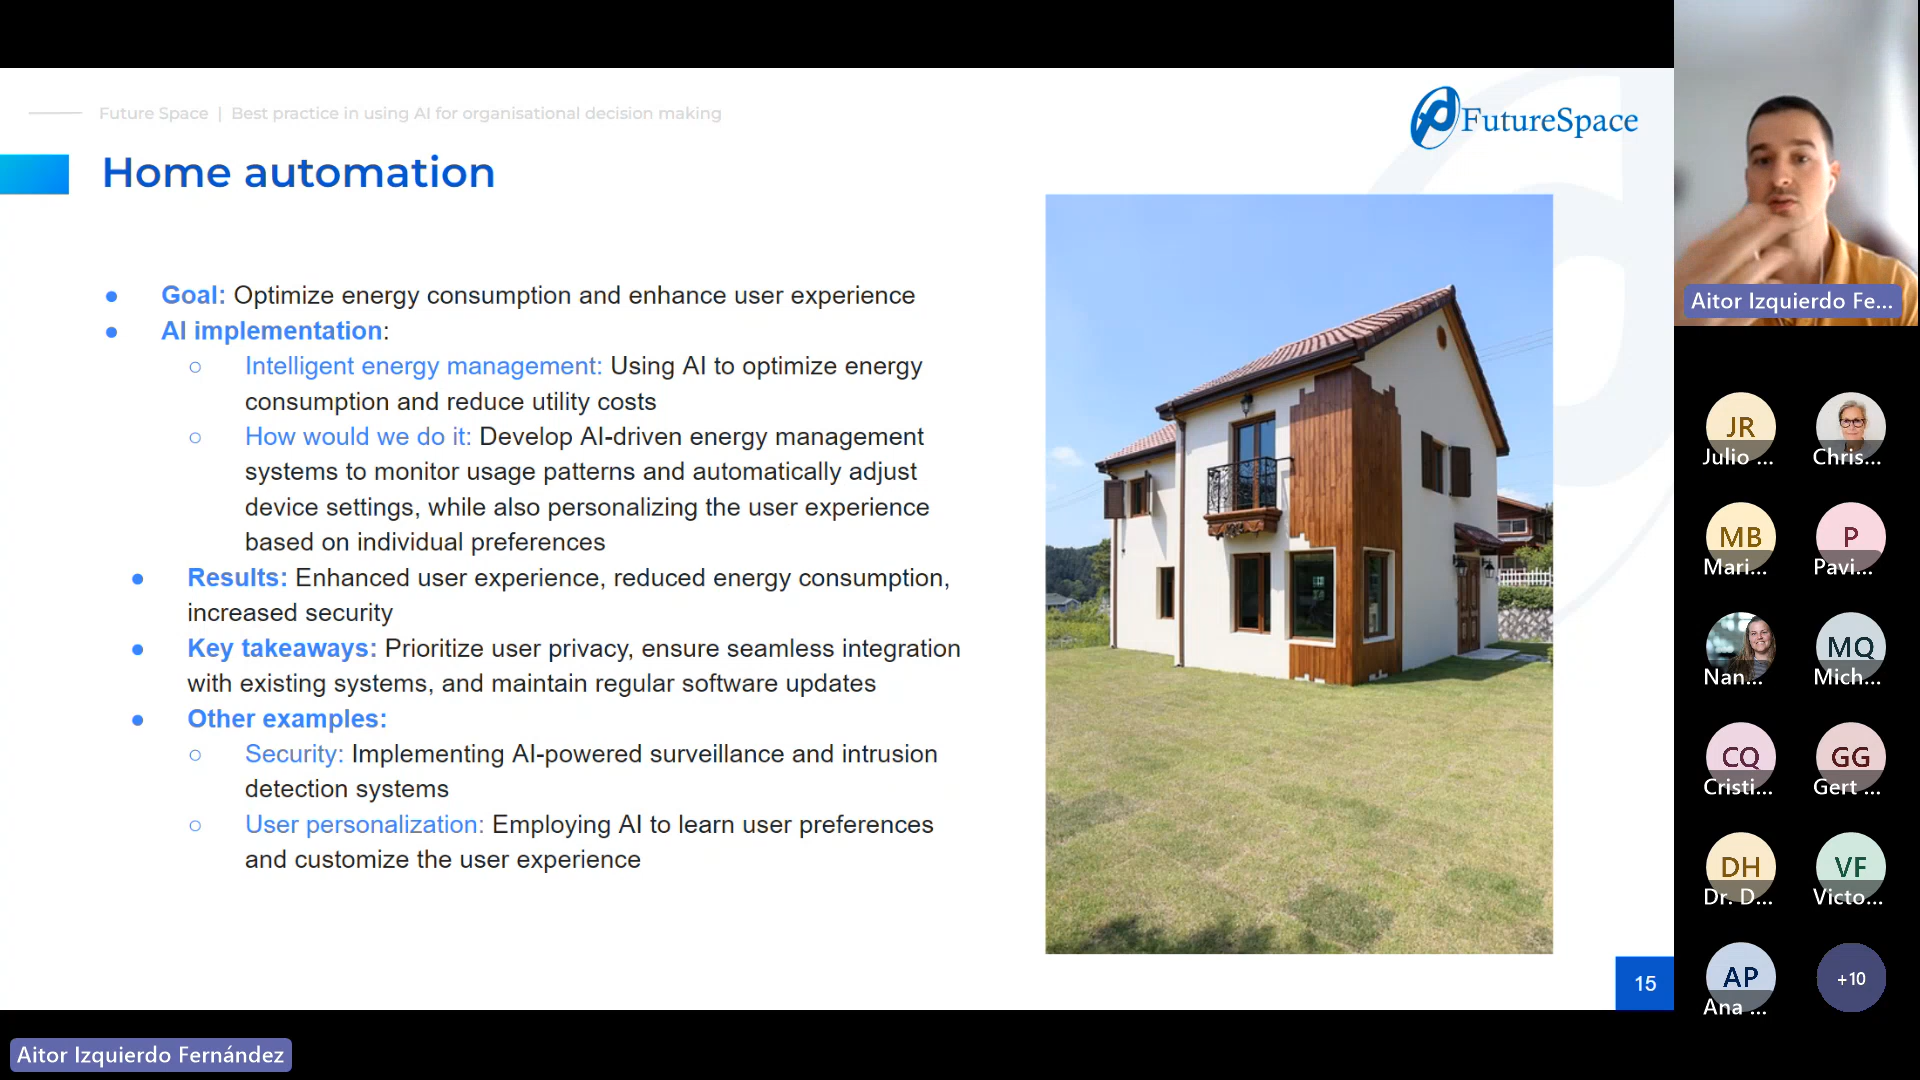 Future Space | Best practice in using AI for organisational decision making
FutureSpace
Home automation
Goal: Optimize energy consumption and enhance user experience
AI implementation:
Intelligent energy management: Using AI to optimize energy
consumption and reduce utility costs
How would we do it: Develop AI-driven energy management
systems to monitor usage patterns and automatically adjust
device settings, while also personalizing the user experience
based on individual preferences
Results: Enhanced user experience, reduced energy consumption,
increased security
Key takeaways: Prioritize user privacy, ensure seamless integration
with existing systems, and maintain regular software updates
Other examples:
Security: Implementing AI-powered surveillance and intrusion
detection systems
User personalization: Employing AI to learn user preferences
and customize the user experience
15
Aitor Izquierdo Fernández
Aitor Izquierdo Fe...
JR
Julio ...
Chris...
MB
Mari...
P
Pavi...
Nan...
MQ
Mich...
CQ
Cristi...
GG
Gert ...
DH
Dr. D...
VF
Victo...
AP
Ana ...
+10